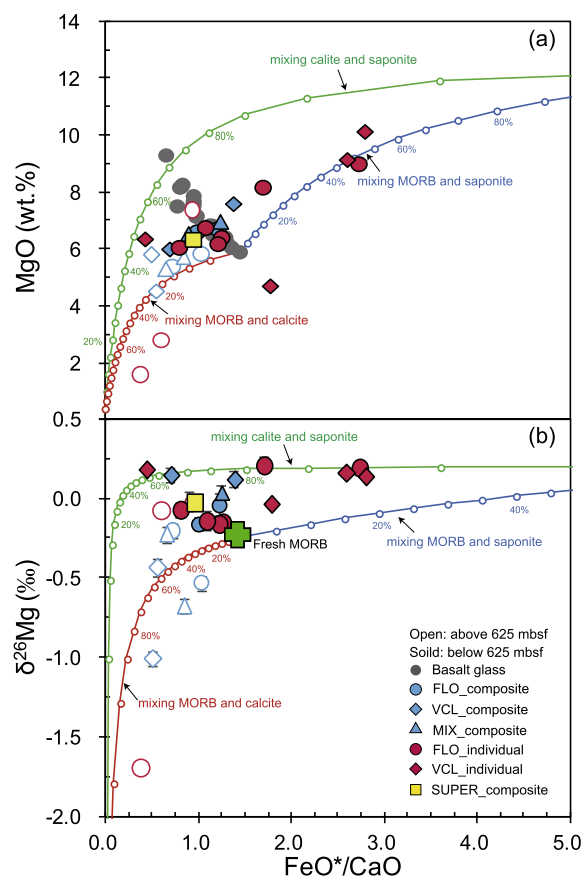 (a)
mixing calite and saponite
14
12
10
8
6
4
2
0.5
MgO (wt.%)
80%
60%
40%
20%
60%
80%
40%
20%
mixing MORB and saponite
20%
40%
60%
mixing MORB and calcite
(b)
mixing calite and saponite
0.0
-0.5
-1.0
-1.5
-2.0
δ26Mg (‰)
80%
60%
40%
20%
20%
40%
60%
80%
Fresh MORB
20%
40%
mixing MORB and saponite
mixing MORB and calcite
Open: above 625 mbsf
Soild: below 625 mbsf
Basalt glass
FLO_composite
VCL_composite
MIX_composite
FLO_individual
VCL_individual
SUPER_composite
0.0 1.0 2.0 3.0 4.0 5.0
FeO*/CaO